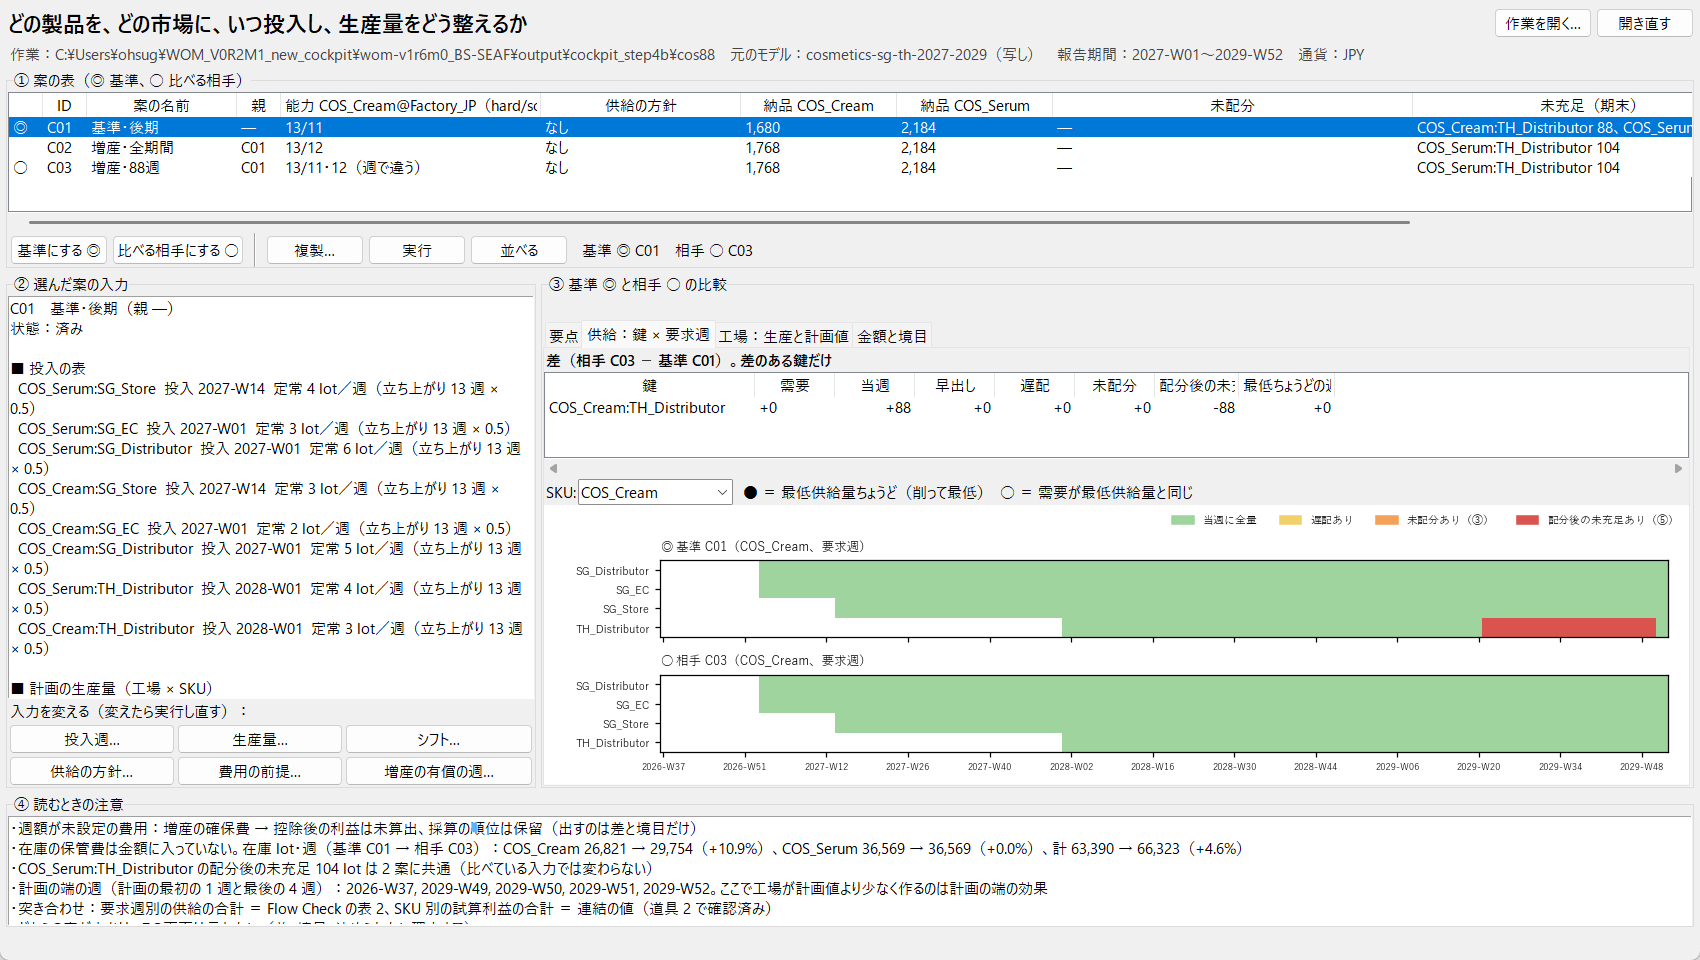 どの製品を、どの市場に、いつ投入し、生産量をどう整えるか
作業を開く... 開き直す
作業：C:¥Users¥ohsug¥WOM_V0R2M1_new_cockpit¥wom-v1r6m0_BS-SEAF¥output¥cockpit_step4b¥cos88 元のモデル：cosmetics-sg-th-2027-2029（写し） 報告期間：2027-W01～2029-W52 通貨：JPY
① 案の表（◎ 基準、○ 比べる相手）
ID 案の名前 親 能力 COS_Cream@Factory_JP（hard/so 供給の方針 納品 COS_Cream 納品 COS_Serum 未配分 未充足（期末）
◎ C01 基準・後期 — 13/11 なし 1,680 2,184 — COS_Cream:TH_Distributor 88、COS_Serum
C02 増産・全期間 C01 13/12 なし 1,768 2,184 — COS_Serum:TH_Distributor 104
○ C03 増産・88週 C01 13/11・12（週で違う） なし 1,768 2,184 — COS_Serum:TH_Distributor 104
基準にする ◎ 比べる相手にする ○ 複製... 実行 並べる 基準 ◎ C01 相手 ○ C03
② 選んだ案の入力
C01 基準・後期（親 —）
状態：済み
■ 投入の表
COS_Serum:SG_Store 投入 2027-W14 定常 4 lot／週（立ち上がり 13 週 ×
0.5）
COS_Serum:SG_EC 投入 2027-W01 定常 3 lot／週（立ち上がり 13 週 × 0.5）
COS_Serum:SG_Distributor 投入 2027-W01 定常 6 lot／週（立ち上がり 13 週
× 0.5）
COS_Cream:SG_Store 投入 2027-W14 定常 3 lot／週（立ち上がり 13 週 ×
0.5）
COS_Cream:SG_EC 投入 2027-W01 定常 2 lot／週（立ち上がり 13 週 × 0.5）
COS_Cream:SG_Distributor 投入 2027-W01 定常 5 lot／週（立ち上がり 13 週
× 0.5）
COS_Serum:TH_Distributor 投入 2028-W01 定常 4 lot／週（立ち上がり 13 週
× 0.5）
COS_Cream:TH_Distributor 投入 2028-W01 定常 3 lot／週（立ち上がり 13 週
× 0.5）
■ 計画の生産量（工場 × SKU）
入力を変える（変えたら実行し直す）：
投入週... 生産量... シフト...
供給の方針... 費用の前提... 増産の有償の週...
③ 基準 ◎ と相手 ○ の比較
要点 供給：鍵 × 要求週 工場：生産と計画値 金額と境目
差（相手 C03 − 基準 C01）。差のある鍵だけ
鍵 需要 当週 早出し 遅配 未配分 配分後の未充 最低ちょうどの週
COS_Cream:TH_Distributor +0 +88 +0 +0 +0 -88 +0
SKU: COS_Cream ● ＝ 最低供給量ちょうど（削って最低） ○ ＝ 需要が最低供給量と同じ
当週に全量 遅配あり 未配分あり（③） 配分後の未充足あり（⑤）
◎ 基準 C01（COS_Cream、要求週）
SG_Distributor
SG_EC
SG_Store
TH_Distributor
○ 相手 C03（COS_Cream、要求週）
SG_Distributor
SG_EC
SG_Store
TH_Distributor
2026-W37 2026-W51 2027-W12 2027-W26 2027-W40 2028-W02 2028-W16 2028-W30 2028-W44 2029-W06 2029-W20 2029-W34 2029-W48
④ 読むときの注意
・週額が未設定の費用：増産の確保費 → 控除後の利益は未算出、採算の順位は保留（出すのは差と境目だけ）
・在庫の保管費は金額に入っていない。在庫 lot・週（基準 C01 → 相手 C03）：COS_Cream 26,821 → 29,754（+10.9%）、COS_Serum 36,569 → 36,569（+0.0%）、計 63,390 → 66,323（+4.6%）
・COS_Serum:TH_Distributor の配分後の未充足 104 lot は 2 案に共通（比べている入力では変わらない）
・計画の端の週（計画の最初の 1 週と最後の 4 週）：2026-W37, 2029-W49, 2029-W50, 2029-W51, 2029-W52。ここで工場が計画値より少なく作るのは計画の端の効果
・突き合わせ：要求週別の供給の合計 ＝ Flow Check の表 2、SKU 別の試算利益の合計 ＝ 連結の値（道具 2 で確認済み）